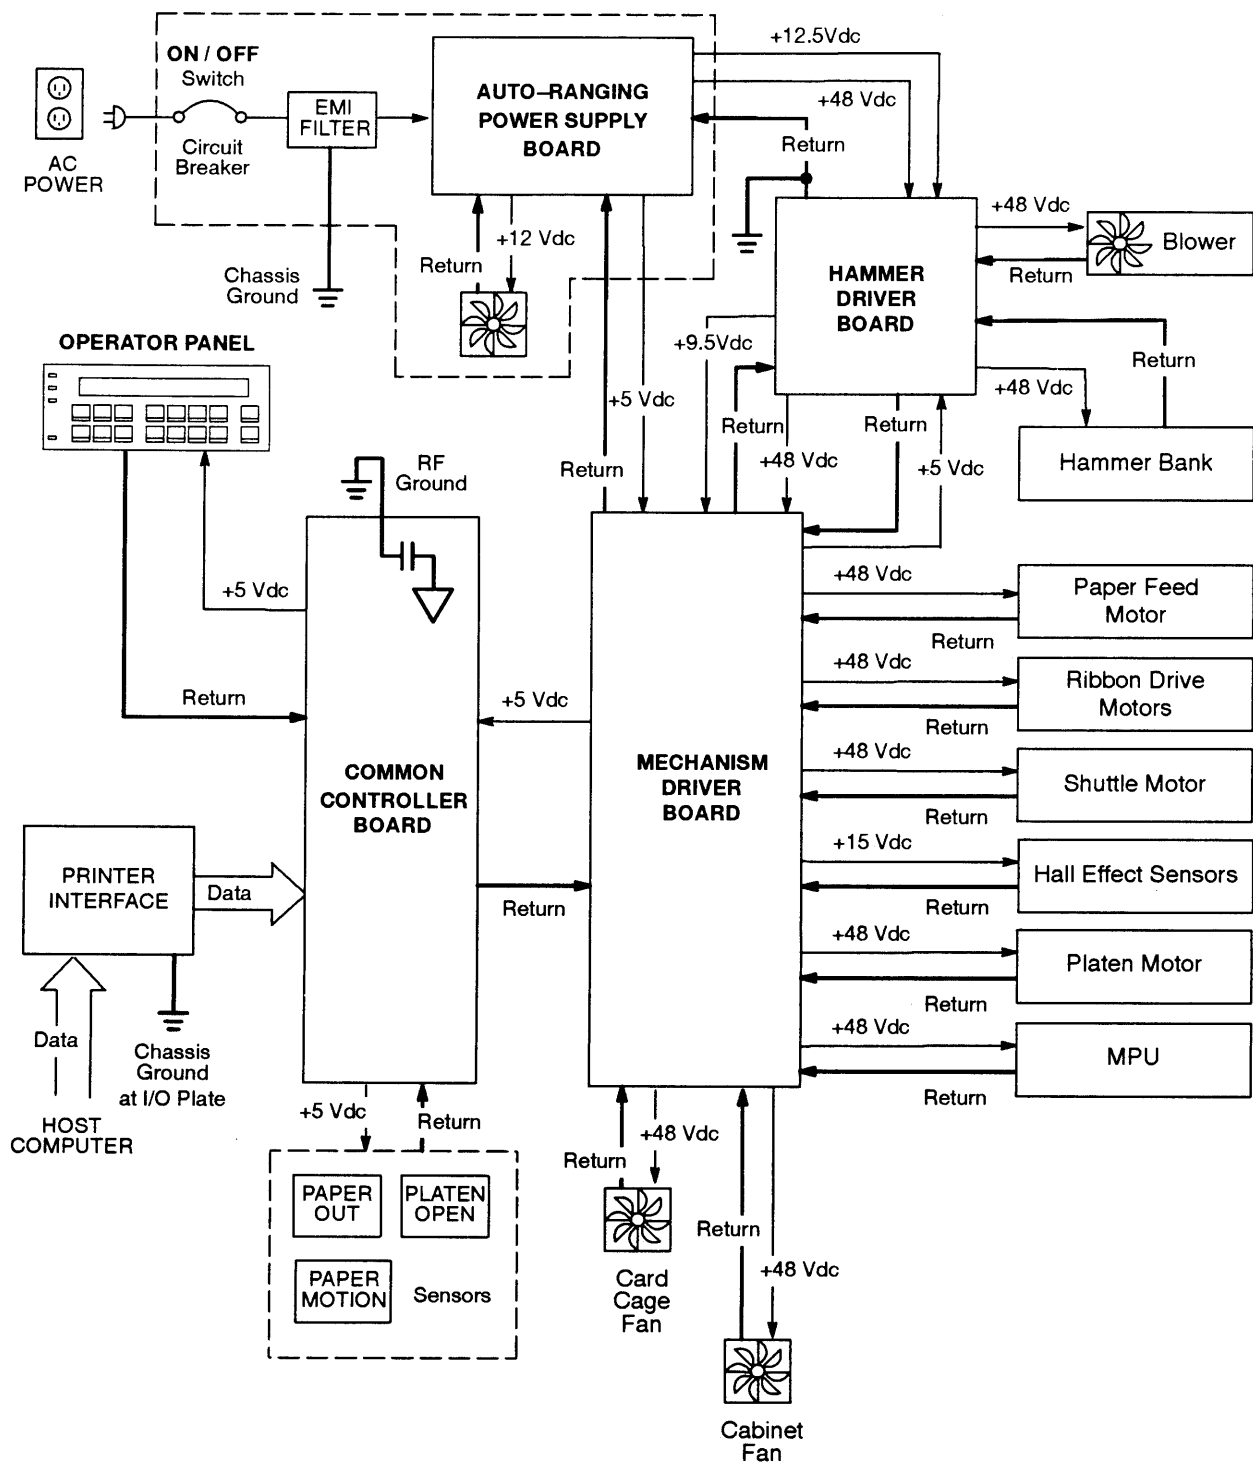 ON / OFF
Switch
Circuit
Breaker
AC
POWER
EMI
FILTER
AUTO–RANGING
POWER SUPPLY
BOARD
+12.5Vdc
+48 Vdc
Return
+12 Vdc
Return
Chassis
Ground
HAMMER
DRIVER
BOARD
+48 Vdc
Blower
Return
Return
+48 Vdc
Hammer Bank
+9.5Vdc
Return
+48 Vdc
Return
+5 Vdc
+5 Vdc
Return
OPERATOR PANEL
RF
Ground
+5 Vdc
Return
COMMON
CONTROLLER
BOARD
+5 Vdc
Return
MECHANISM
DRIVER
BOARD
+48 Vdc
Return
Paper Feed
Motor
+48 Vdc
Return
Ribbon Drive
Motors
+48 Vdc
Return
Shuttle Motor
+15 Vdc
Return
Hall Effect Sensors
+48 Vdc
Return
Platen Motor
+48 Vdc
Return
MPU
PRINTER
INTERFACE
Data
Data
HOST
COMPUTER
Chassis
Ground
at I/O Plate
+5 Vdc
Return
PAPER
OUT
PLATEN
OPEN
PAPER
MOTION
Sensors
Return
+48 Vdc
Card
Cage
Fan
Return
+48 Vdc
Cabinet
Fan